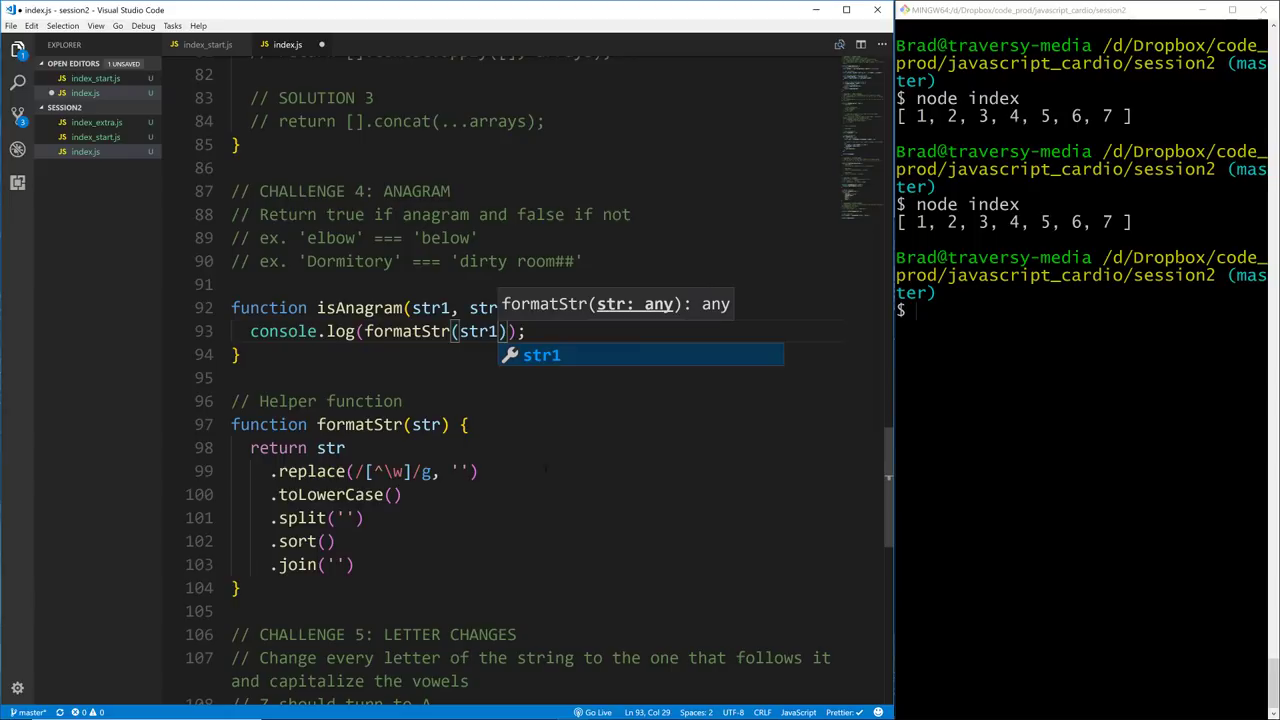 index.js - session2 - Visual Studio Code
File Edit Selection View Go Debug Tasks Help
EXPLORER
OPEN EDITORS 1 UNSAVED
index_start.js U
index.js U
SESSION2
index_extra.js U
index_start.js U
index.js U
index_start.js index.js
82
83 // SOLUTION 3
84 // return [].concat(...arrays);
85 }
86
87 // CHALLENGE 4: ANAGRAM
88 // Return true if anagram and false if not
89 // ex. 'elbow' === 'below'
90 // ex. 'Dormitory' === 'dirty room##'
91
92 function isAnagram(str1, str
formatStr(str: any): any
93 console.log(formatStr(str1));
str1
94 }
95
96 // Helper function
97 function formatStr(str) {
98 return str
99 .replace(/[^\w]/g, '')
100 .toLowerCase()
101 .split('')
102 .sort()
103 .join('')
104 }
105
106 // CHALLENGE 5: LETTER CHANGES
107 // Change every letter of the string to the one that follows it
and capitalize the vowels
108 // Z should turn to A
master* 0 0 Go Live Ln 93, Col 29 Spaces: 2 UTF-8 CRLF JavaScript Prettier: ✓
MINGW64:/d/Dropbox/code_prod/javascript_cardio/session2
Brad@traversy-media /d/Dropbox/code_
prod/javascript_cardio/session2 (mas
ter)
$ node index
[ 1, 2, 3, 4, 5, 6, 7 ]
Brad@traversy-media /d/Dropbox/code_
prod/javascript_cardio/session2 (mas
ter)
$ node index
[ 1, 2, 3, 4, 5, 6, 7 ]
Brad@traversy-media /d/Dropbox/code_
prod/javascript_cardio/session2 (mas
ter)
$